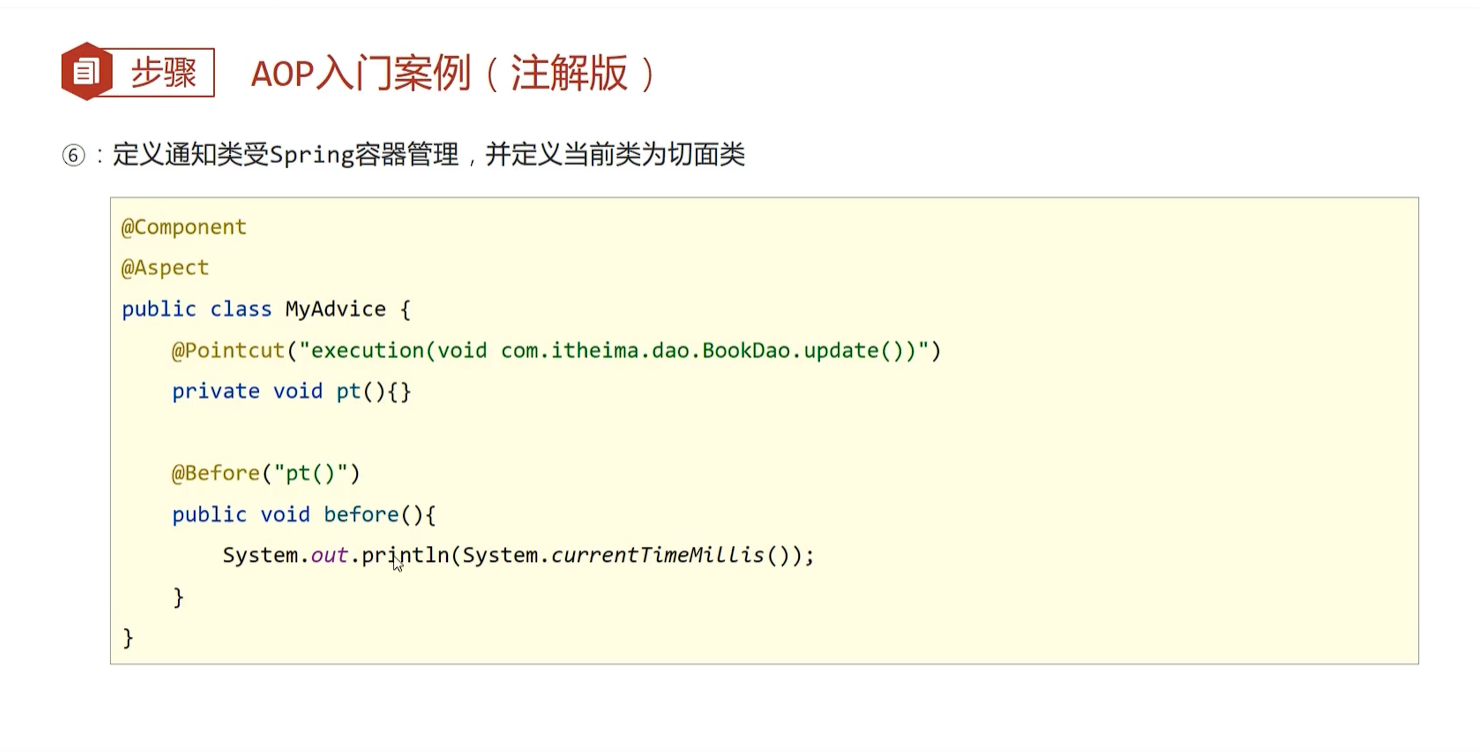 步骤 AOP入门案例（注解版）
⑥：定义通知类受Spring容器管理，并定义当前类为切面类
@Component
@Aspect
public class MyAdvice {
    @Pointcut("execution(void com.itheima.dao.BookDao.update())")
    private void pt(){}
    @Before("pt()")
    public void before(){
        System.out.println(System.currentTimeMillis());
    }
}